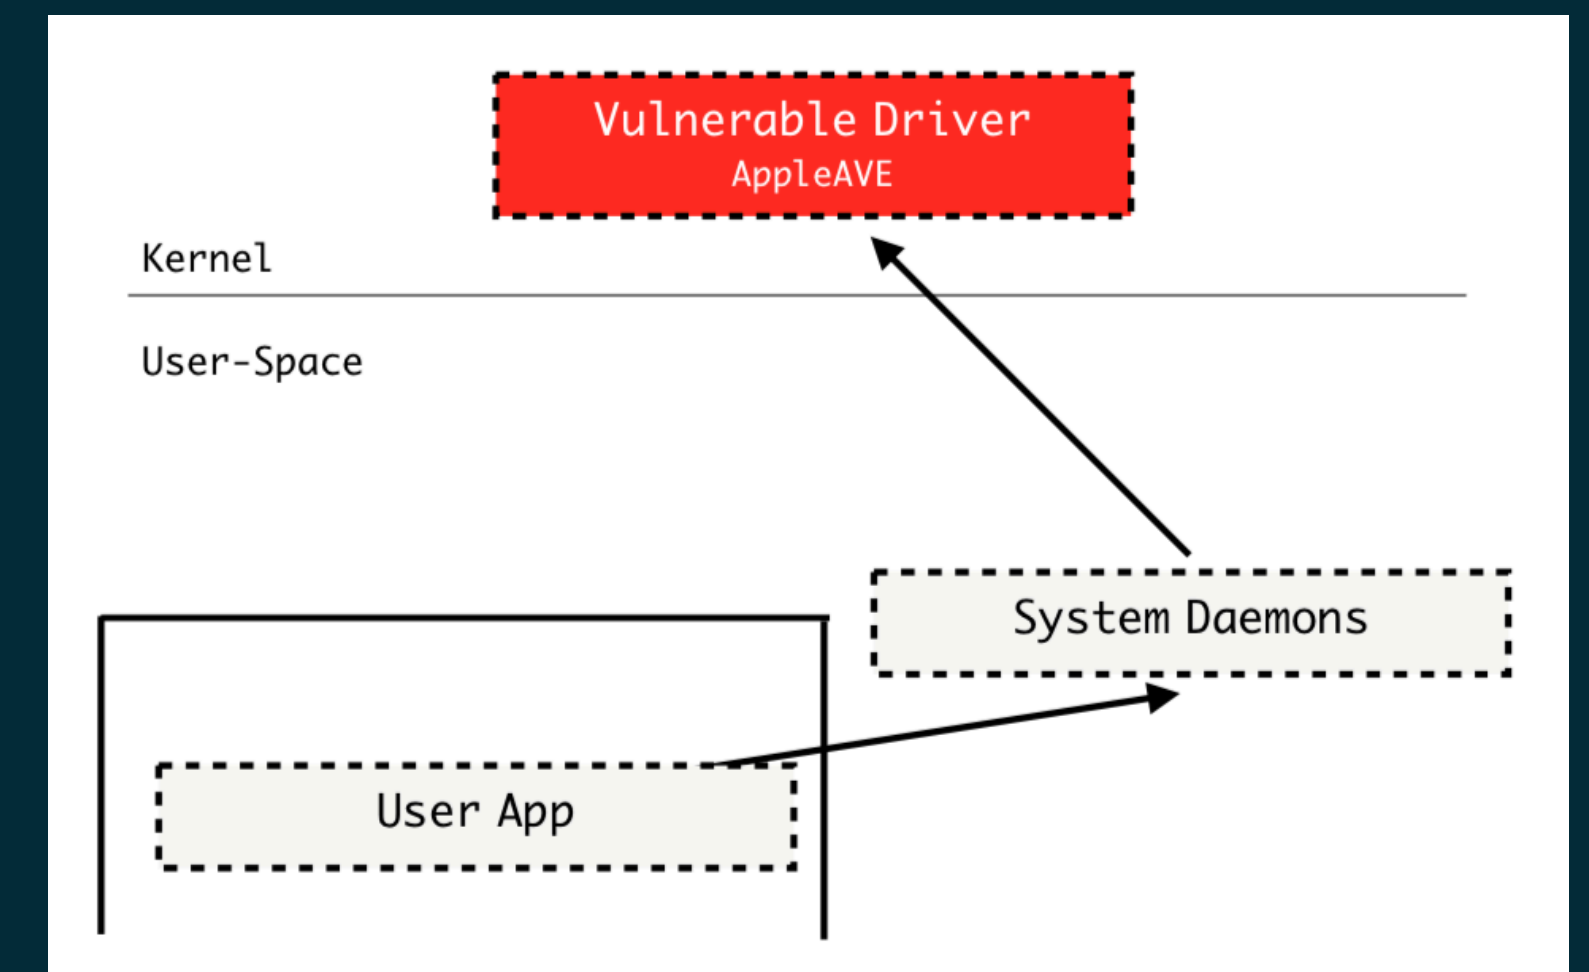 Vulnerable Driver
AppleAVE
Kernel
User-Space
System Daemons
User App